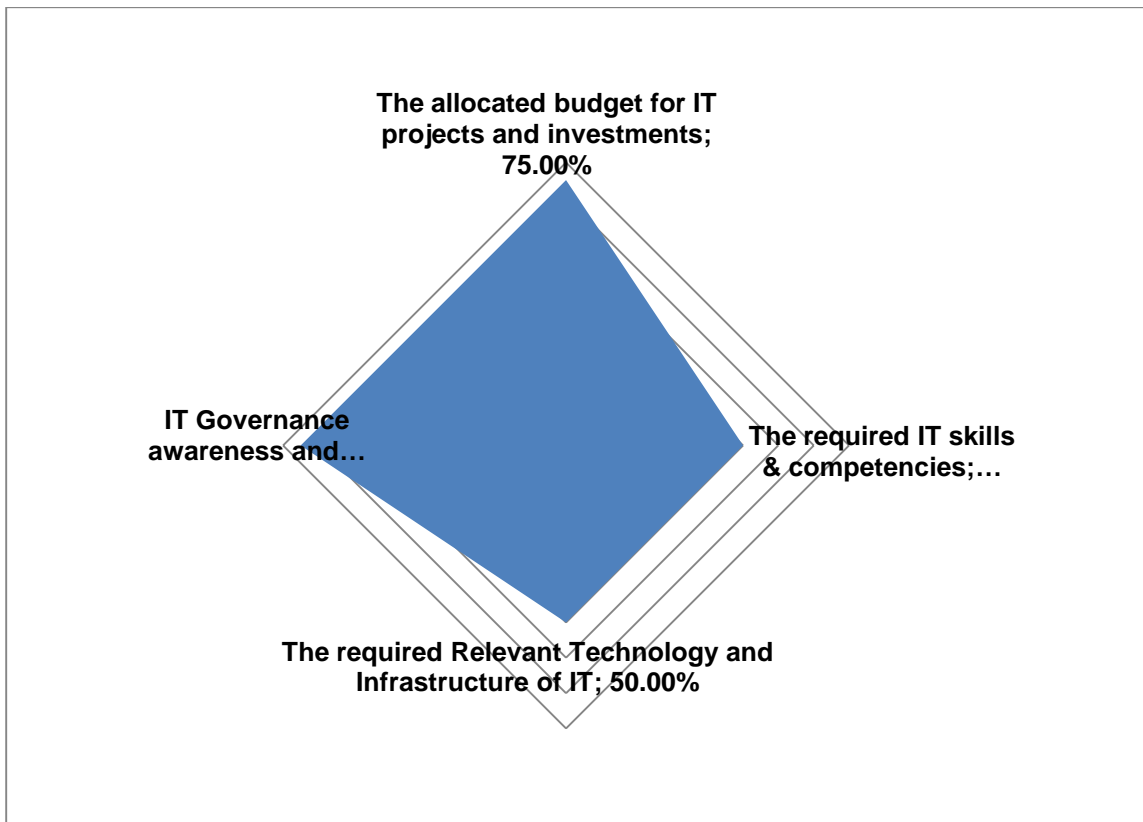 The allocated budget for IT
projects and investments;
75.00%
IT Governance
awareness and…
The required IT skills
& competencies;…
The required Relevant Technology and
Infrastructure of IT; 50.00%